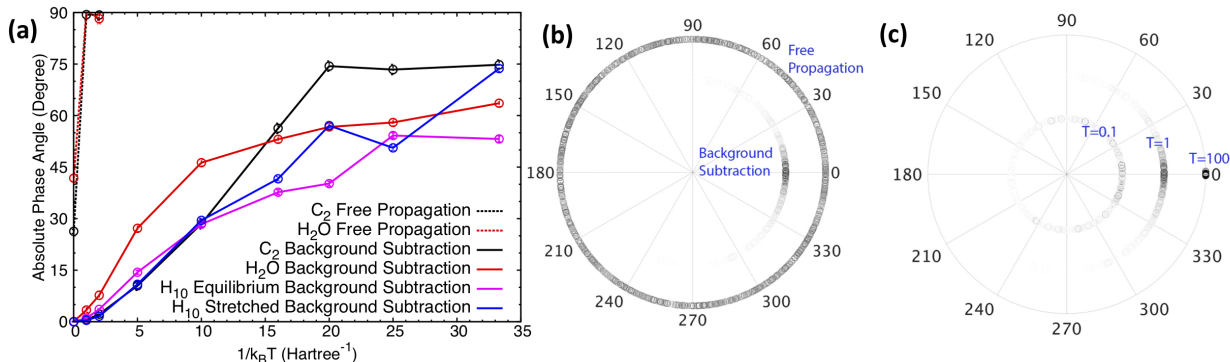 (a)
Absolute Phase Angle (Degree)
90
75
60
45
30
15
0
0
5
10
15
20
25
30
35
1/kBT (Hartree⁻¹)
C₂ Free Propagation
H₂O Free Propagation
C₂ Background Subtraction
H₂O Background Subtraction
H₁₀ Equilibrium Background Subtraction
H₁₀ Stretched Background Subtraction
(b)
90
60
30
0
330
300
270
240
210
180
150
120
Free
Propagation
Background
Subtraction
(c)
90
60
30
0
330
300
270
240
210
180
150
120
T=0.1
T=1
T=100